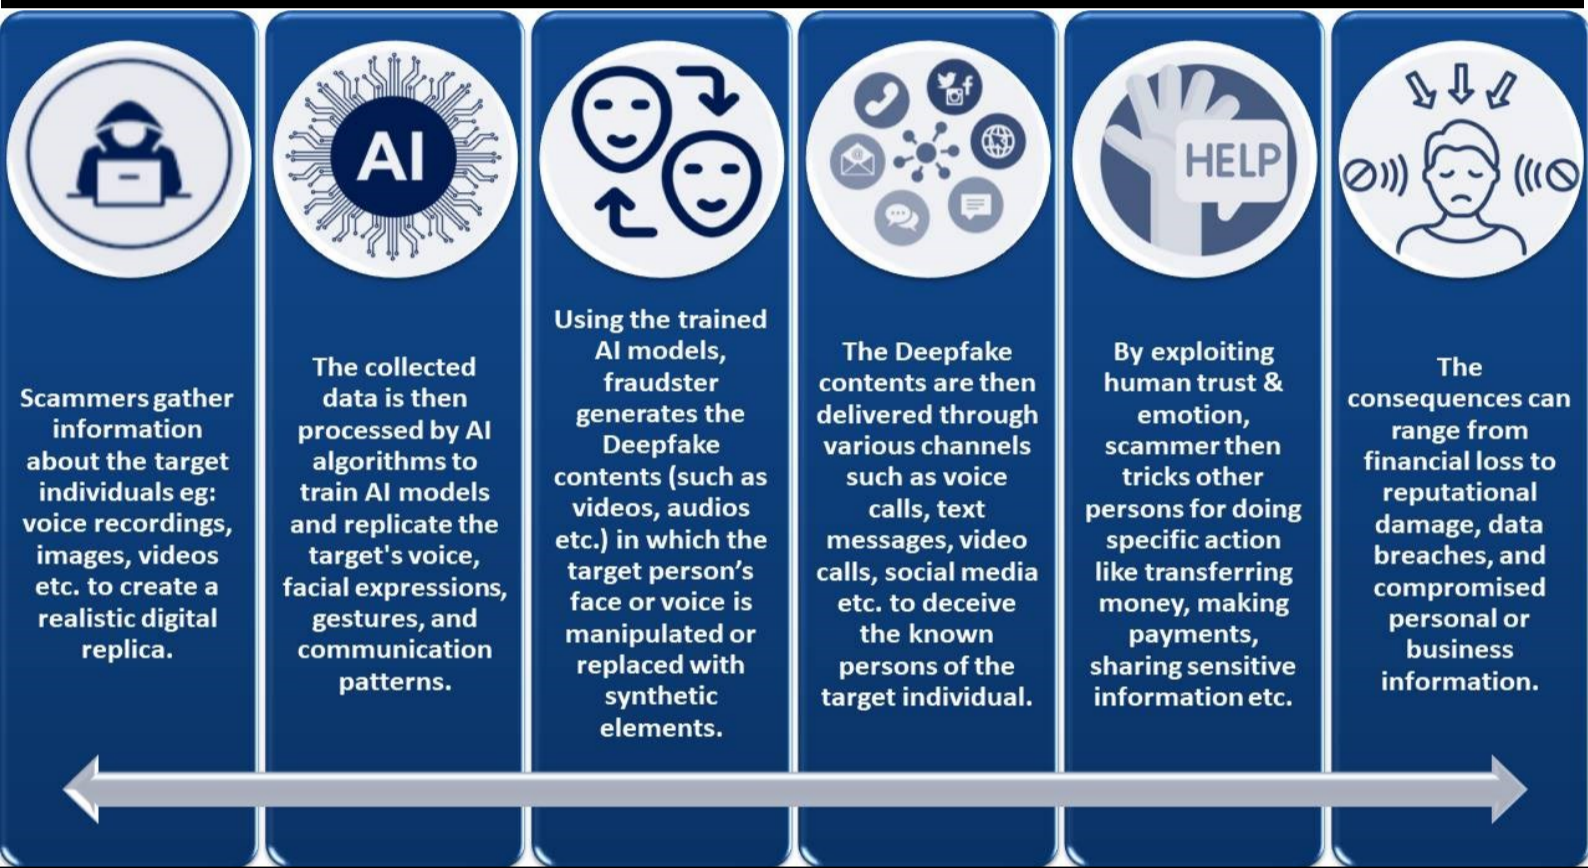 Scammers gather
information
about the target
individuals eg:
voice recordings,
images, videos
etc. to create a
realistic digital
replica.
AI
The collected
data is then
processed by AI
algorithms to
train AI models
and replicate the
target's voice,
facial expressions,
gestures, and
communication
patterns.
Using the trained
AI models,
fraudster
generates the
Deepfake
contents (such as
videos, audios
etc.) in which the
target person’s
face or voice is
manipulated or
replaced with
synthetic
elements.
The Deepfake
contents are then
delivered through
various channels
such as voice
calls, text
messages, video
calls, social media
etc. to deceive
the known
persons of the
target individual.
HELP
By exploiting
human trust &
emotion,
scammer then
tricks other
persons for doing
specific action
like transferring
money, making
payments,
sharing sensitive
information etc.
The
consequences can
range from
financial loss to
reputational
damage, data
breaches, and
compromised
personal or
business
information.